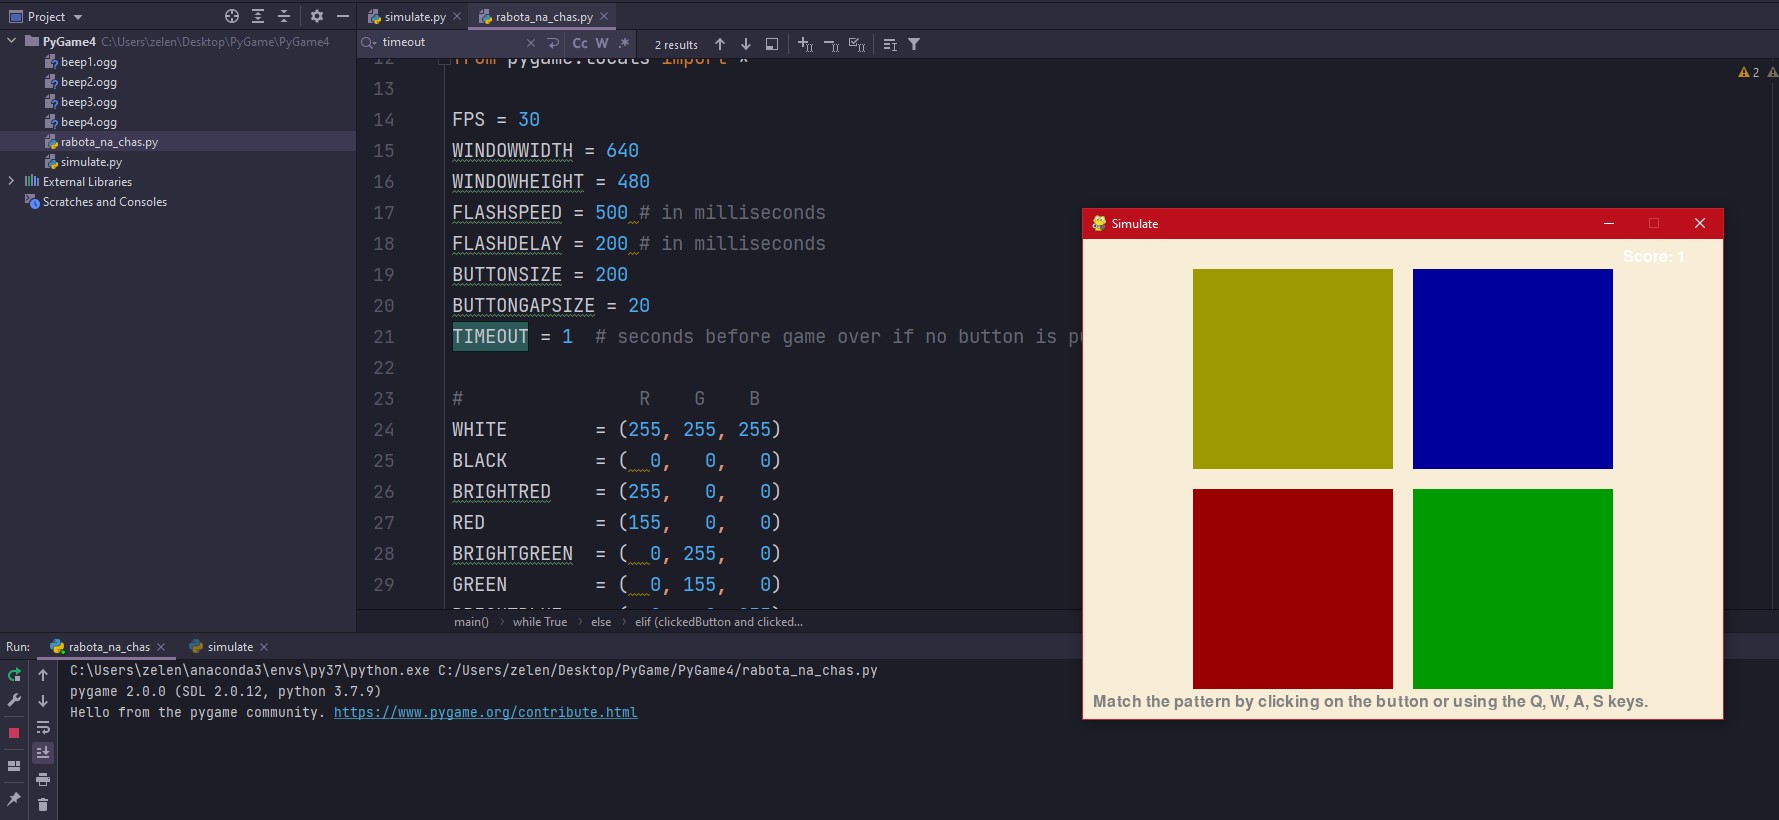 Project
simulate.py
rabota_na_chas.py
PyGame4 C:\Users\zelen\Desktop\PyGame\PyGame4
timeout
Cc W .*
2 results
beep1.ogg
beep2.ogg
beep3.ogg
beep4.ogg
rabota_na_chas.py
simulate.py
External Libraries
Scratches and Consoles
12 from pygame.locals import *
2
13
14 FPS = 30
15 WINDOWWIDTH = 640
16 WINDOWHEIGHT = 480
17 FLASHSPEED = 500 # in milliseconds
18 FLASHDELAY = 200 # in milliseconds
19 BUTTONSIZE = 200
20 BUTTONGAPSIZE = 20
21 TIMEOUT = 1 # seconds before game over if no button is
22
23 # R G B
24 WHITE = (255, 255, 255)
25 BLACK = ( 0, 0, 0)
26 BRIGHTRED = (255, 0, 0)
27 RED = (155, 0, 0)
28 BRIGHTGREEN = ( 0, 255, 0)
29 GREEN = ( 0, 155, 0)
main() › while True › else › elif (clickedButton and clicked...
Simulate
Score: 1
Match the pattern by clicking on the button or using the Q, W, A, S keys.
Run: rabota_na_chas simulate
C:\Users\zelen\anaconda3\envs\py37\python.exe C:/Users/zelen/Desktop/PyGame/PyGame4/rabota_na_chas.py
pygame 2.0.0 (SDL 2.0.12, python 3.7.9)
Hello from the pygame community. https://www.pygame.org/contribute.html